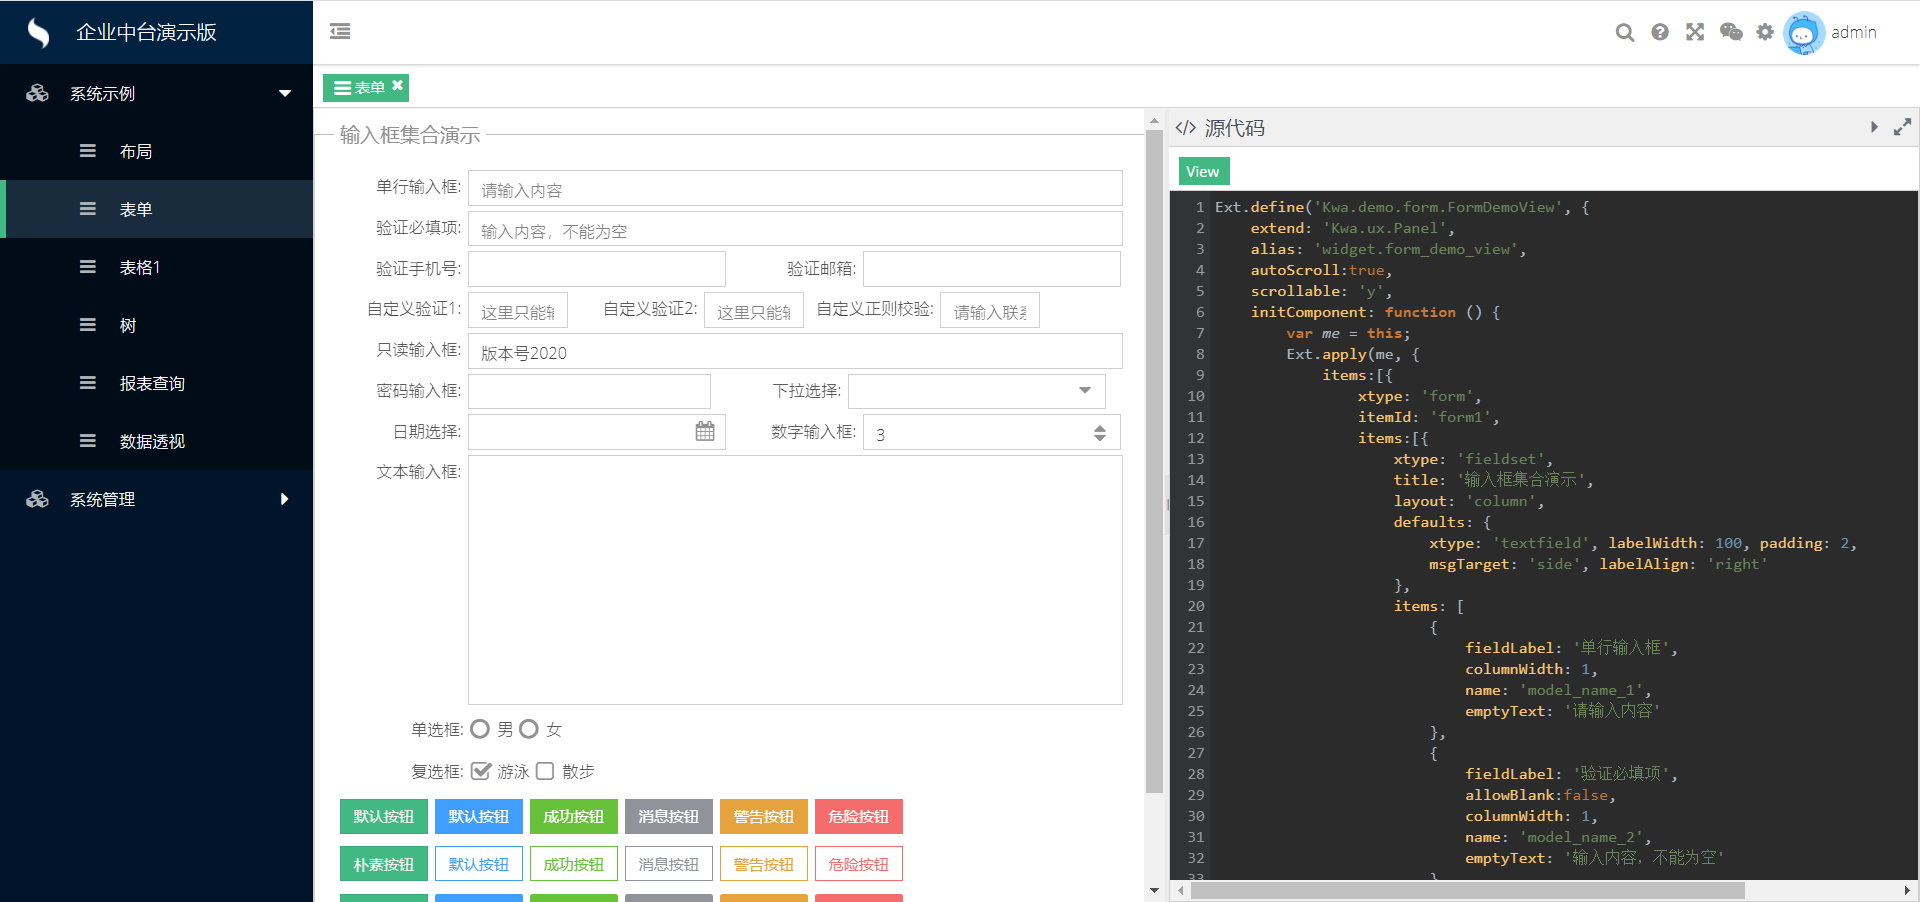 企业中台演示版
admin
系统示例
布局
表单
表格1
树
报表查询
数据透视
系统管理
表单
输入框集合演示
单行输入框: 请输入内容
验证必填项: 输入内容，不能为空
验证手机号: 验证邮箱:
自定义验证1: 这里只能输 自定义验证2: 这里只能输 自定义正则校验: 请输入联系
只读输入框: 版本号2020
密码输入框: 下拉选择:
日期选择: 数字输入框: 3
文本输入框:
单选框: 男 女
复选框: 游泳 散步
默认按钮 默认按钮 成功按钮 消息按钮 警告按钮 危险按钮
朴素按钮 默认按钮 成功按钮 消息按钮 警告按钮 危险按钮
</> 源代码
View
1 Ext.define('Kwa.demo.form.FormDemoView', {
2 extend: 'Kwa.ux.Panel',
3 alias: 'widget.form_demo_view',
4 autoScroll:true,
5 scrollable: 'y',
6 initComponent: function () {
7 var me = this;
8 Ext.apply(me, {
9 items:[{
10 xtype: 'form',
11 itemId: 'form1',
12 items:[{
13 xtype: 'fieldset',
14 title: '输入框集合演示',
15 layout: 'column',
16 defaults: {
17 xtype: 'textfield', labelWidth: 100, padding: 2,
18 msgTarget: 'side', labelAlign: 'right'
19 },
20 items: [
21 {
22 fieldLabel: '单行输入框',
23 columnWidth: 1,
24 name: 'model_name_1',
25 emptyText: '请输入内容'
26 },
27 {
28 fieldLabel: '验证必填项',
29 allowBlank:false,
30 columnWidth: 1,
31 name: 'model_name_2',
32 emptyText: '输入内容，不能为空'
33 }